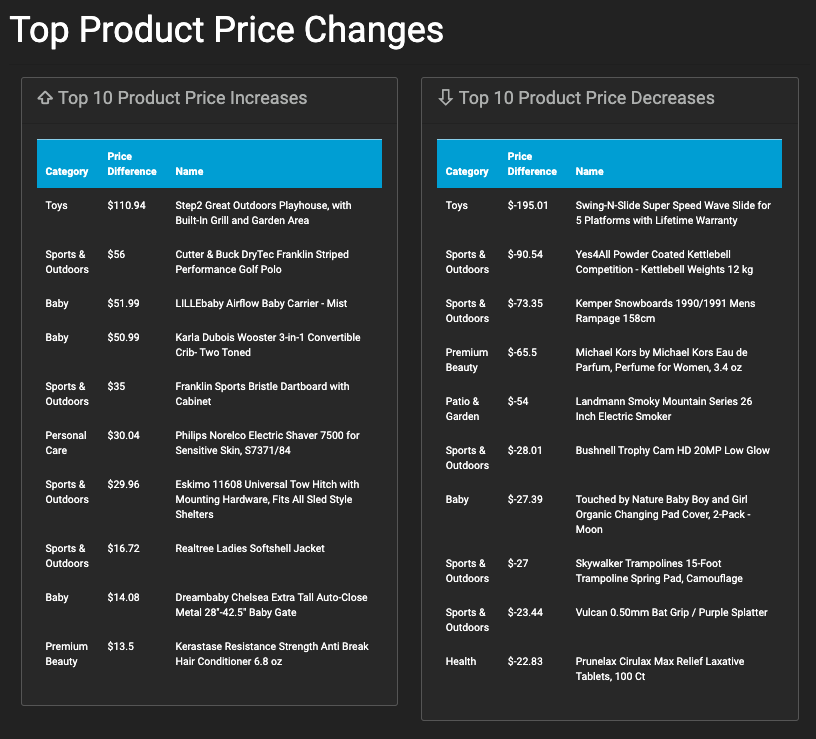 Top Product Price Changes
Top 10 Product Price Increases
Category Price Difference Name
Toys $110.94 Step2 Great Outdoors Playhouse, with
Built-In Grill and Garden Area
Sports & $56 Cutter & Buck DryTec Franklin Striped
Outdoors Performance Golf Polo
Baby $51.99 LILLEbaby Airflow Baby Carrier - Mist
Baby $50.99 Karla Dubois Wooster 3-in-1 Convertible
Crib- Two Toned
Sports & $35 Franklin Sports Bristle Dartboard with
Outdoors Cabinet
Personal $30.04 Philips Norelco Electric Shaver 7500 for
Care Sensitive Skin, S7371/84
Sports & $29.96 Eskimo 11608 Universal Tow Hitch with
Outdoors Mounting Hardware, Fits All Sled Style
Shelters
Sports & $16.72 Realtree Ladies Softshell Jacket
Outdoors
Baby $14.08 Dreambaby Chelsea Extra Tall Auto-Close
Metal 28"-42.5" Baby Gate
Premium $13.5 Kerastase Resistance Strength Anti Break
Beauty Hair Conditioner 6.8 oz
Top 10 Product Price Decreases
Category Price Difference Name
Toys $-195.01 Swing-N-Slide Super Speed Wave Slide for
5 Platforms with Lifetime Warranty
Sports & $-90.54 Yes4All Powder Coated Kettlebell
Outdoors Competition - Kettlebell Weights 12 kg
Sports & $-73.35 Kemper Snowboards 1990/1991 Mens
Outdoors Rampage 158cm
Premium $-65.5 Michael Kors by Michael Kors Eau de
Beauty Parfum, Perfume for Women, 3.4 oz
Patio & $-54 Landmann Smoky Mountain Series 26
Garden Inch Electric Smoker
Sports & $-28.01 Bushnell Trophy Cam HD 20MP Low Glow
Outdoors
Baby $-27.39 Touched by Nature Baby Boy and Girl
Organic Changing Pad Cover, 2-Pack -
Moon
Sports & $-27 Skywalker Trampolines 15-Foot
Outdoors Trampoline Spring Pad, Camouflage
Sports & $-23.44 Vulcan 0.50mm Bat Grip / Purple Splatter
Outdoors
Health $-22.83 Prunelax Cirulax Max Relief Laxative
Tablets, 100 Ct